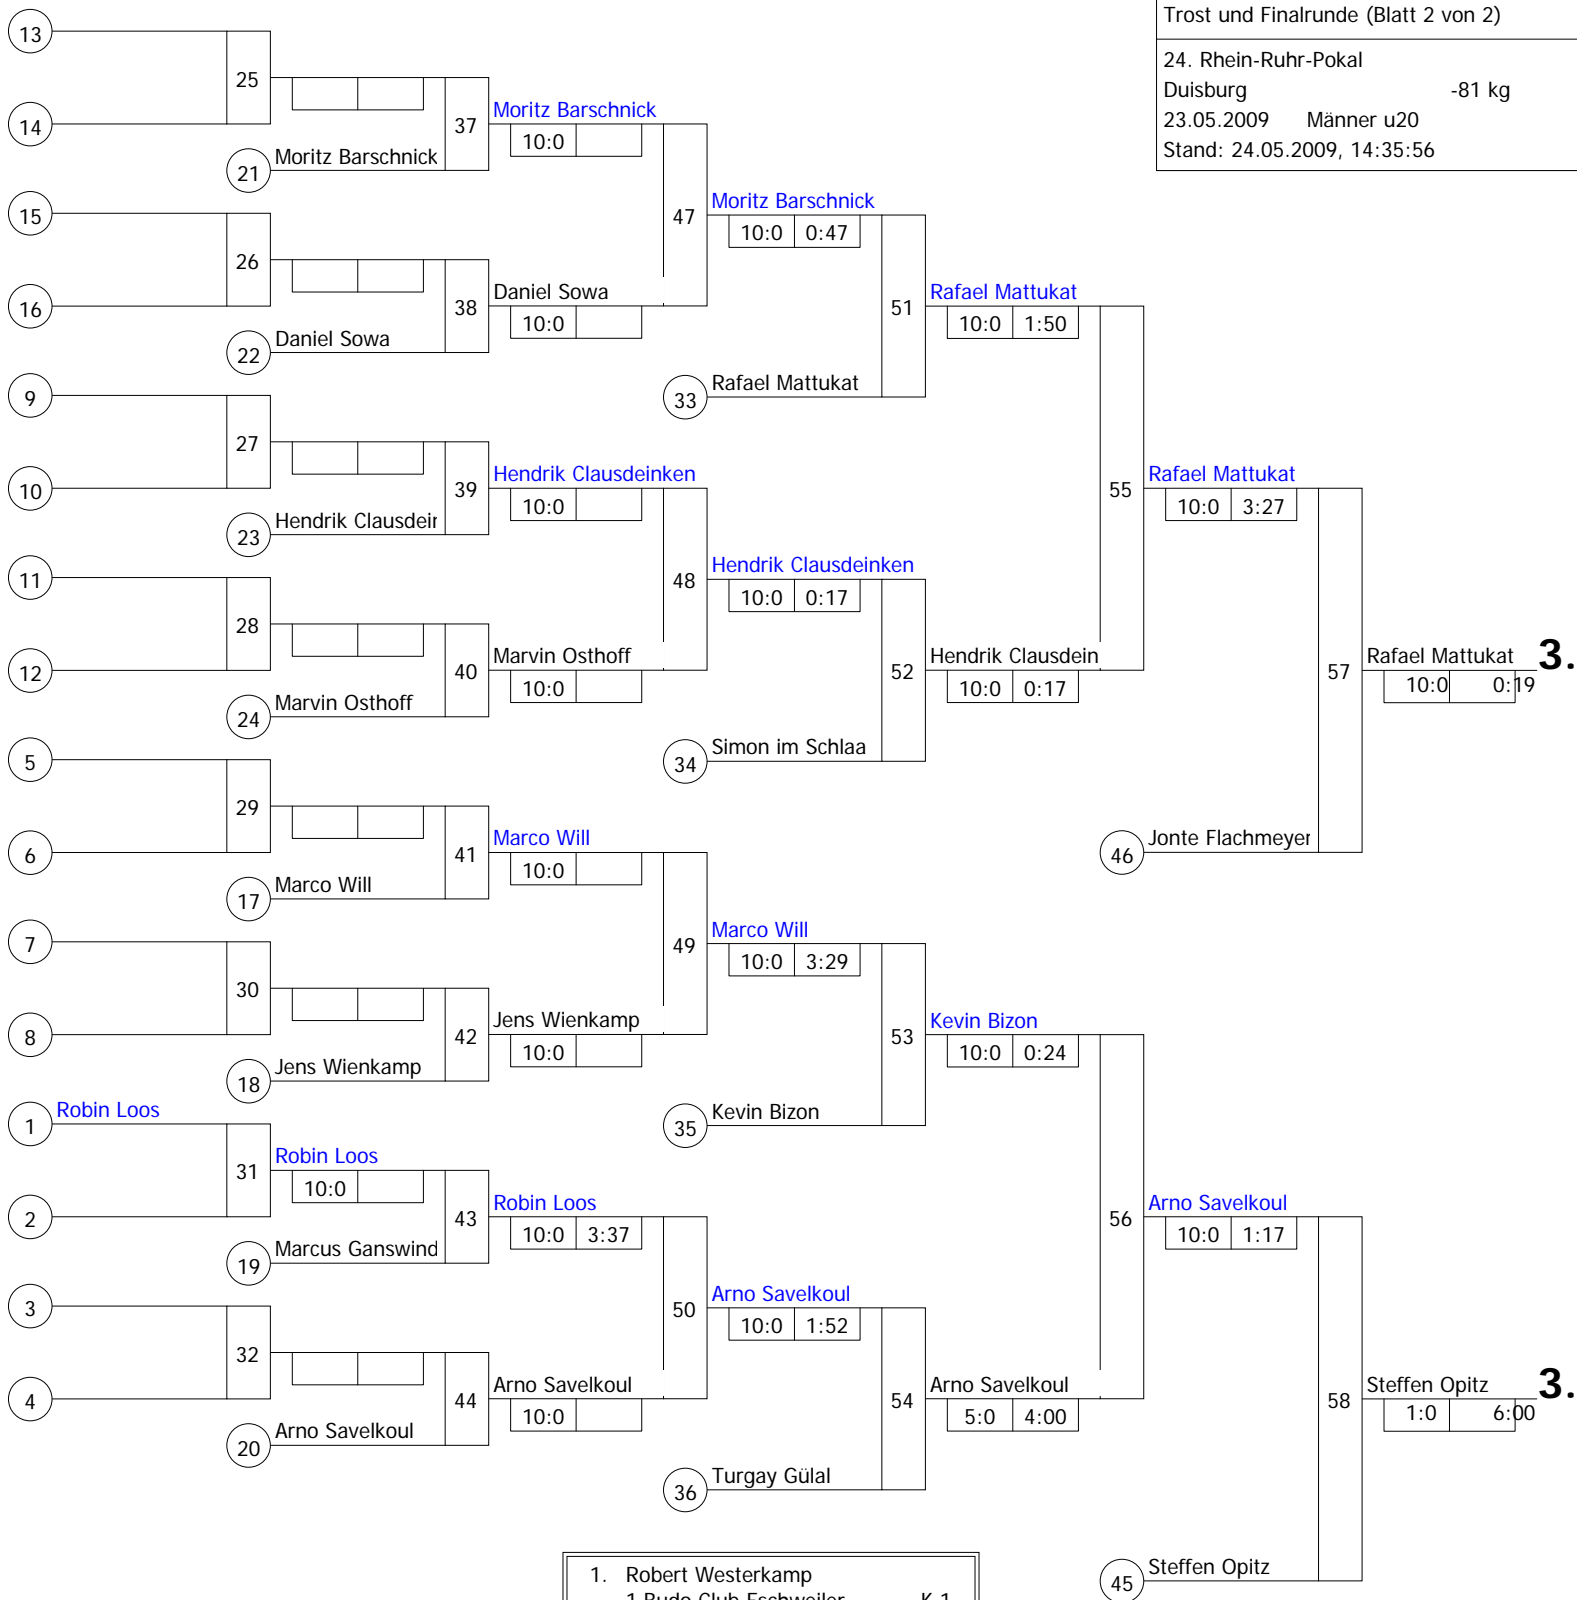 Trost und Finalrunde (Blatt 2 von 2)
24. Rhein-Ruhr-Pokal
Duisburg -81 kg
23.05.2009 Männer u20
Stand: 24.05.2009, 14:35:56
13
25
14
37
Moritz Barschnick
10:0
21
Moritz Barschnick
15
47
Moritz Barschnick
10:0 0:47
26
16
38
Daniel Sowa
10:0
22
Daniel Sowa
51
Rafael Mattukat
10:0 1:50
33
Rafael Mattukat
9
27
10
39
Hendrik Clausdeinken
10:0
23
Hendrik Clausdeir
55
Rafael Mattukat
10:0 3:27
11
48
Hendrik Clausdeinken
10:0 0:17
28
12
40
Marvin Osthoff
10:0
24
Marvin Osthoff
52
Hendrik Clausdein
10:0 0:17
57
Rafael Mattukat 3.
10:0 0:19
34
Simon im Schlaa
5
29
6
41
Marco Will
10:0
17
Marco Will
46
Jonte Flachmeyer
7
49
Marco Will
10:0 3:29
30
8
42
Jens Wienkamp
10:0
18
Jens Wienkamp
53
Kevin Bizon
10:0 0:24
35
Kevin Bizon
1
Robin Loos
31
Robin Loos
10:0
2
43
Robin Loos
10:0 3:37
19
Marcus Ganswind
56
Arno Savelkoul
10:0 1:17
3
50
Arno Savelkoul
10:0 1:52
32
4
44
Arno Savelkoul
10:0
20
Arno Savelkoul
54
Arno Savelkoul
5:0 4:00
58
Steffen Opitz 3.
1:0 6:00
36
Turgay Gülal
45
Steffen Opitz
1. Robert Westerkamp
1.Budo-Club Eschweiler K 1